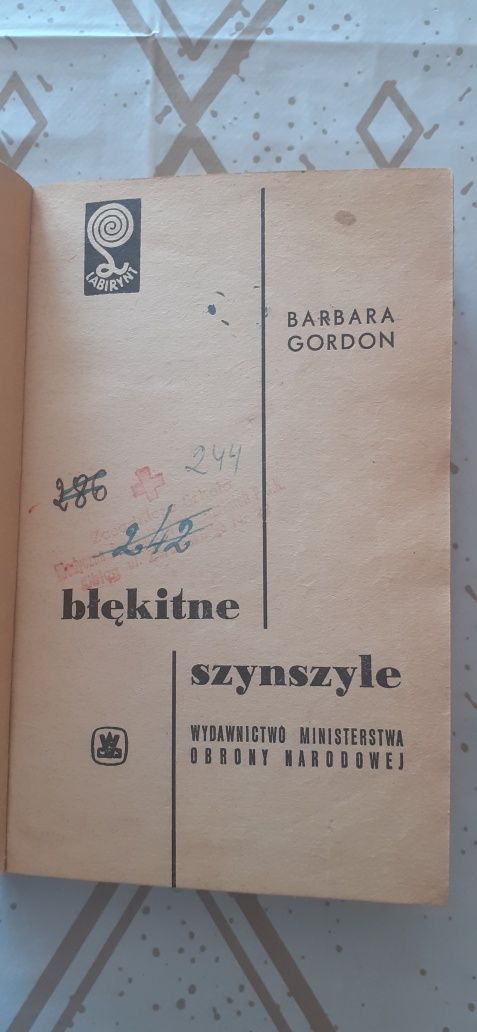 LABIRYNT
BARBARA
GORDON
244
286
242
błękitne
szynszyle
WYDAWNICTWO MINISTERSTWA
OBRONY NARODOWEJ